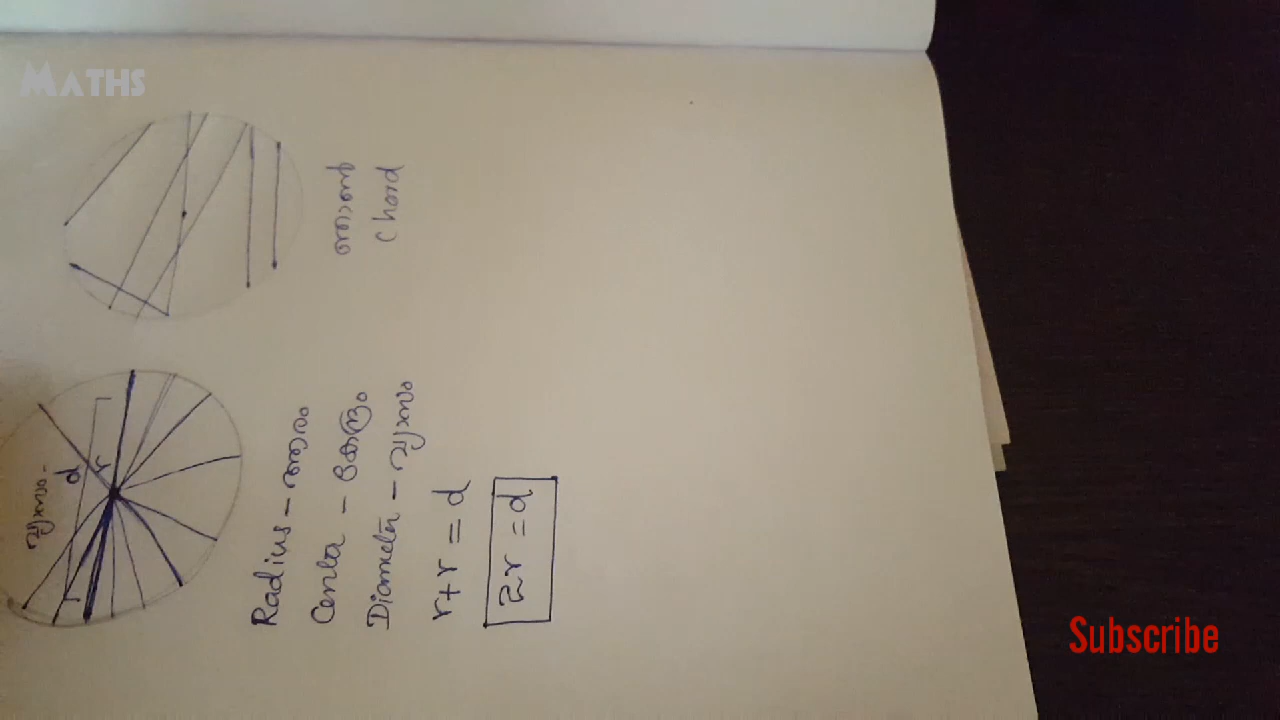 MATHS
വ്യാസം -
d
r
Radius - ആരം
Center - കേന്ദ്രം
Diameter - വ്യാസം
r+r = d
2r = d
ഞാൺ
Chord
Subscribe